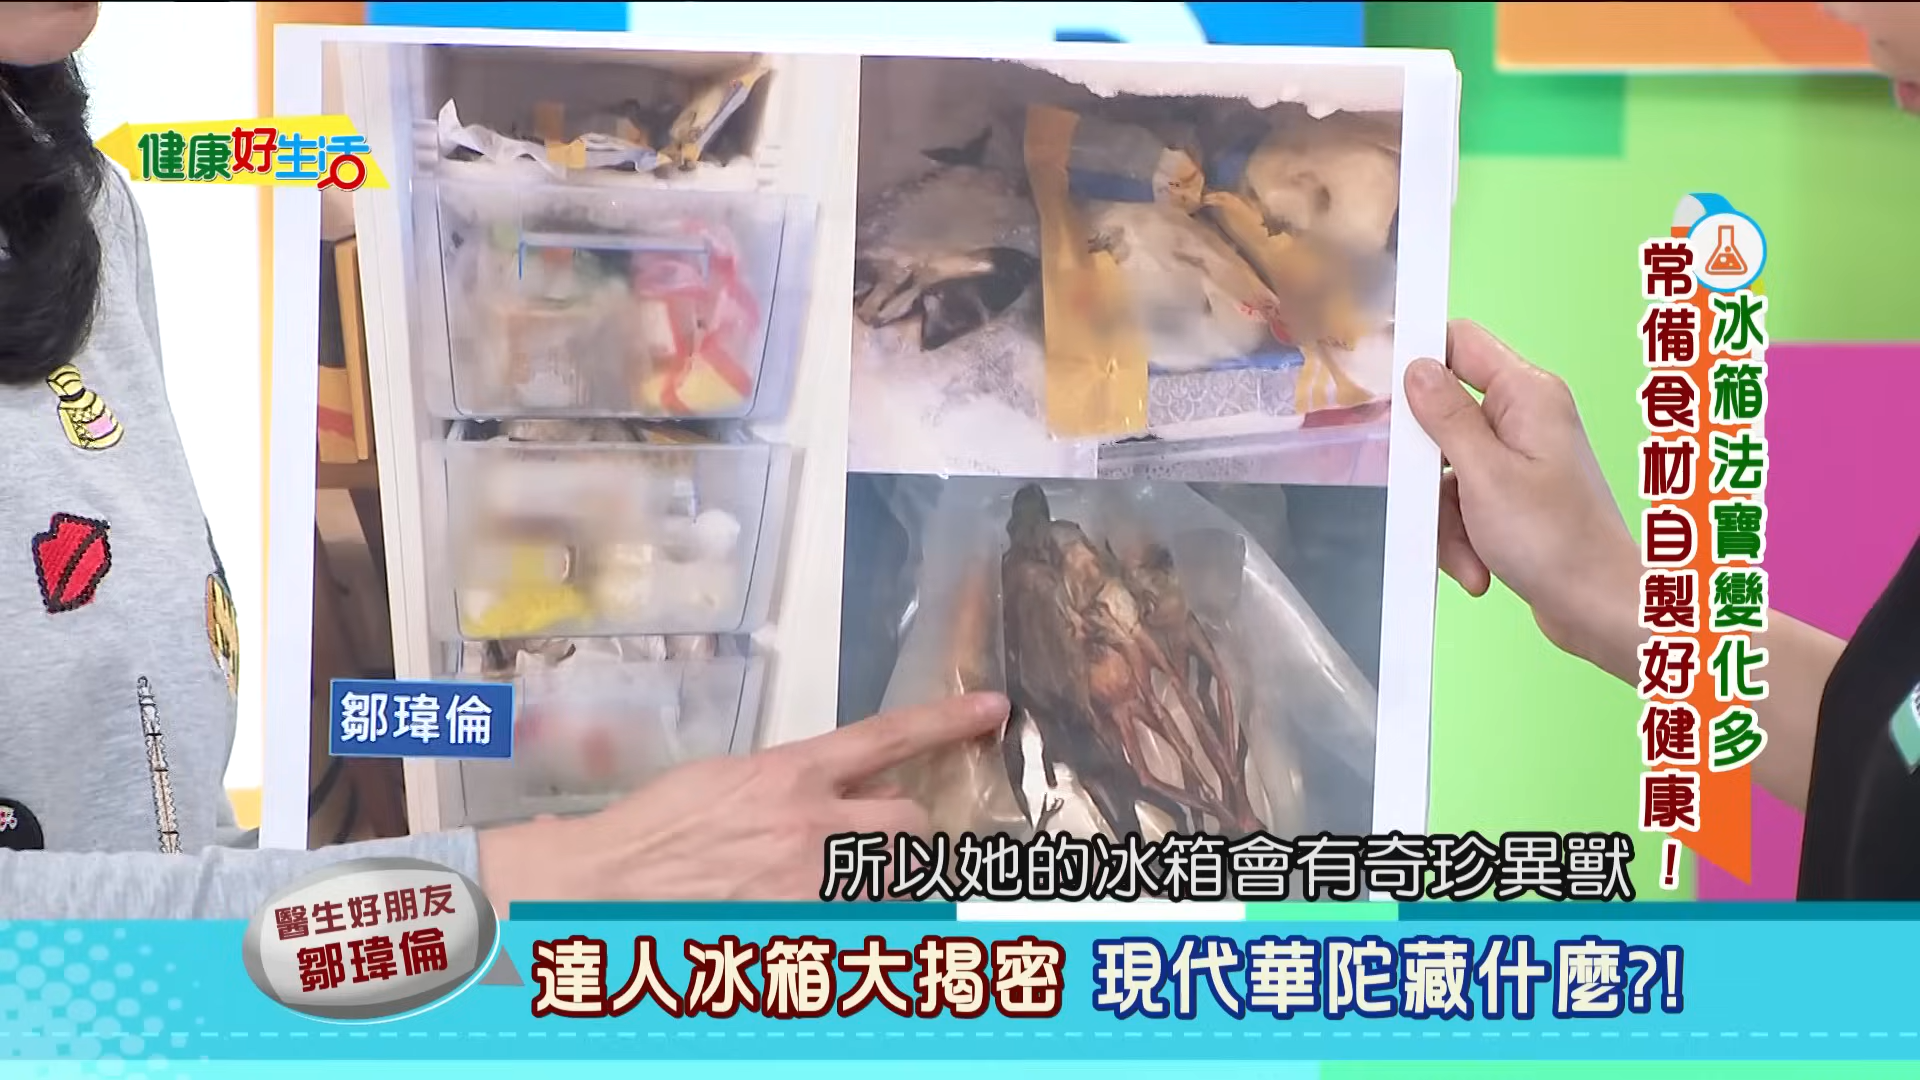 健康好生活
冰箱法寶變化多
常備食材自製好健康！
鄒瑋倫
所以她的冰箱會有奇珍異獸
醫生好朋友
鄒瑋倫
達人冰箱大揭密 現代華陀藏什麼?!